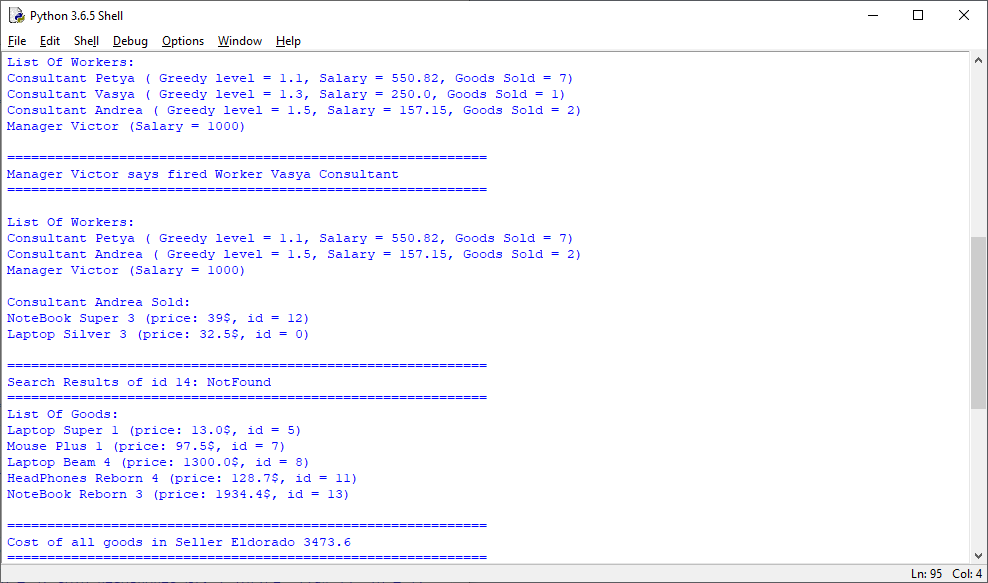 Python 3.6.5 Shell
File Edit Shell Debug Options Window Help
List Of Workers:
Consultant Petya ( Greedy level = 1.1, Salary = 550.82, Goods Sold = 7)
Consultant Vasya ( Greedy level = 1.3, Salary = 250.0, Goods Sold = 1)
Consultant Andrea ( Greedy level = 1.5, Salary = 157.15, Goods Sold = 2)
Manager Victor (Salary = 1000)
============================================================
Manager Victor says fired Worker Vasya Consultant
============================================================
List Of Workers:
Consultant Petya ( Greedy level = 1.1, Salary = 550.82, Goods Sold = 7)
Consultant Andrea ( Greedy level = 1.5, Salary = 157.15, Goods Sold = 2)
Manager Victor (Salary = 1000)
Consultant Andrea Sold:
NoteBook Super 3 (price: 39$, id = 12)
Laptop Silver 3 (price: 32.5$, id = 0)
============================================================
Search Results of id 14: NotFound
============================================================
List Of Goods:
Laptop Super 1 (price: 13.0$, id = 5)
Mouse Plus 1 (price: 97.5$, id = 7)
Laptop Beam 4 (price: 1300.0$, id = 8)
HeadPhones Reborn 4 (price: 128.7$, id = 11)
NoteBook Reborn 3 (price: 1934.4$, id = 13)
============================================================
Cost of all goods in Seller Eldorado 3473.6
============================================================
Ln: 95 Col: 4